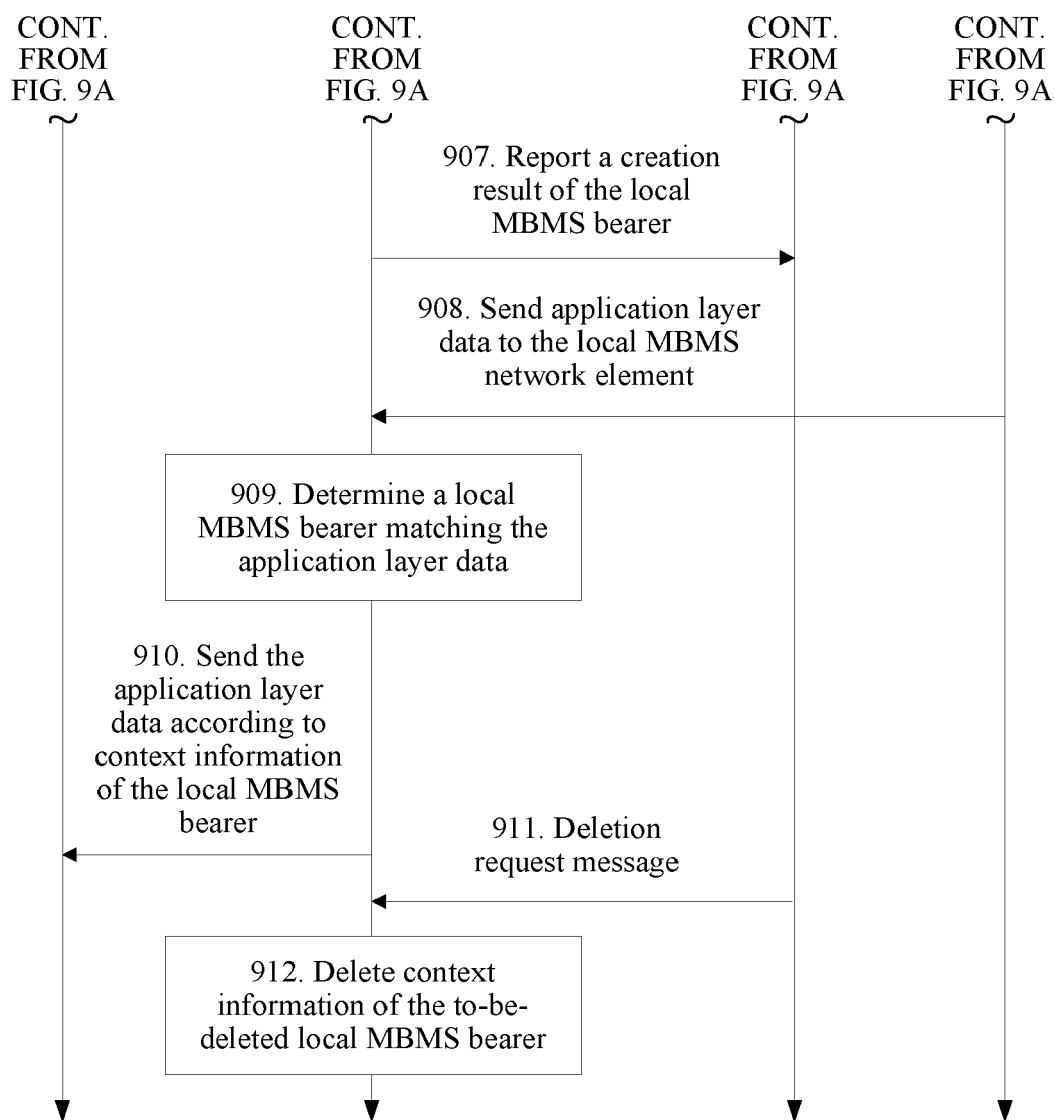 CONT.
FROM
FIG. 9A
CONT.
FROM
FIG. 9A
CONT.
FROM
FIG. 9A
CONT.
FROM
FIG. 9A
907. Report a creation
result of the local
MBMS bearer
908. Send application layer
data to the local MBMS
network element
909. Determine a local
MBMS bearer matching the
application layer data
910. Send the
application layer
data according to
context information
of the local MBMS
bearer
911. Deletion
request message
912. Delete context
information of the to-be-
deleted local MBMS bearer